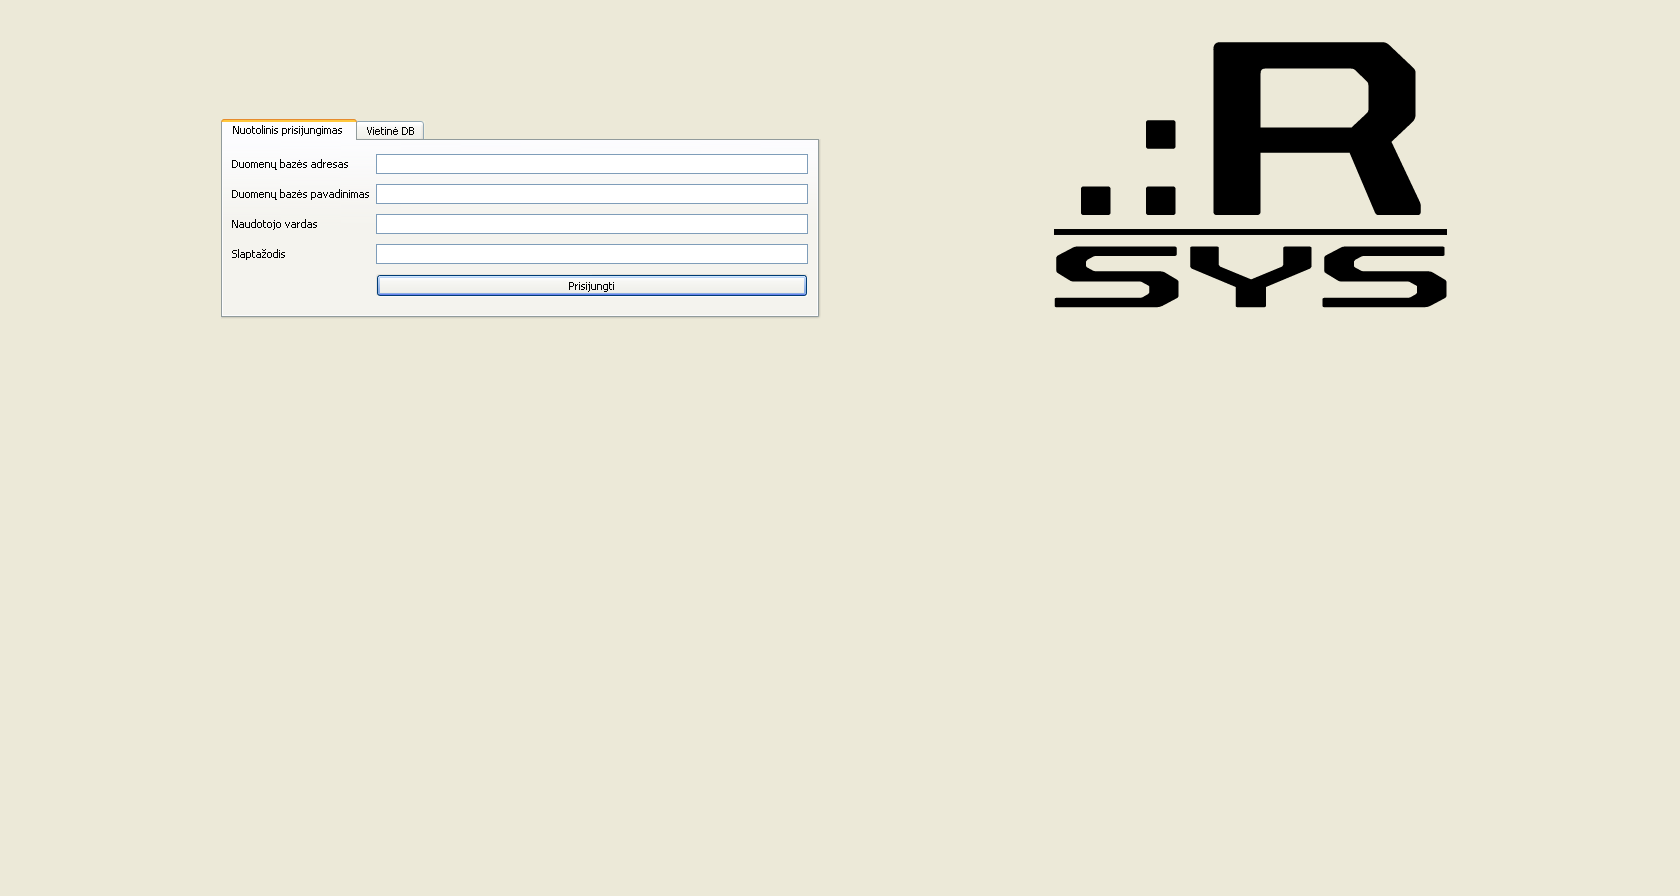 Nuotolinis prisijungimas
Vietinė DB
Duomenų bazės adresas
Duomenų bazės pavadinimas
Naudotojo vardas
Slaptažodis
Prisijungti
.:R
SYS